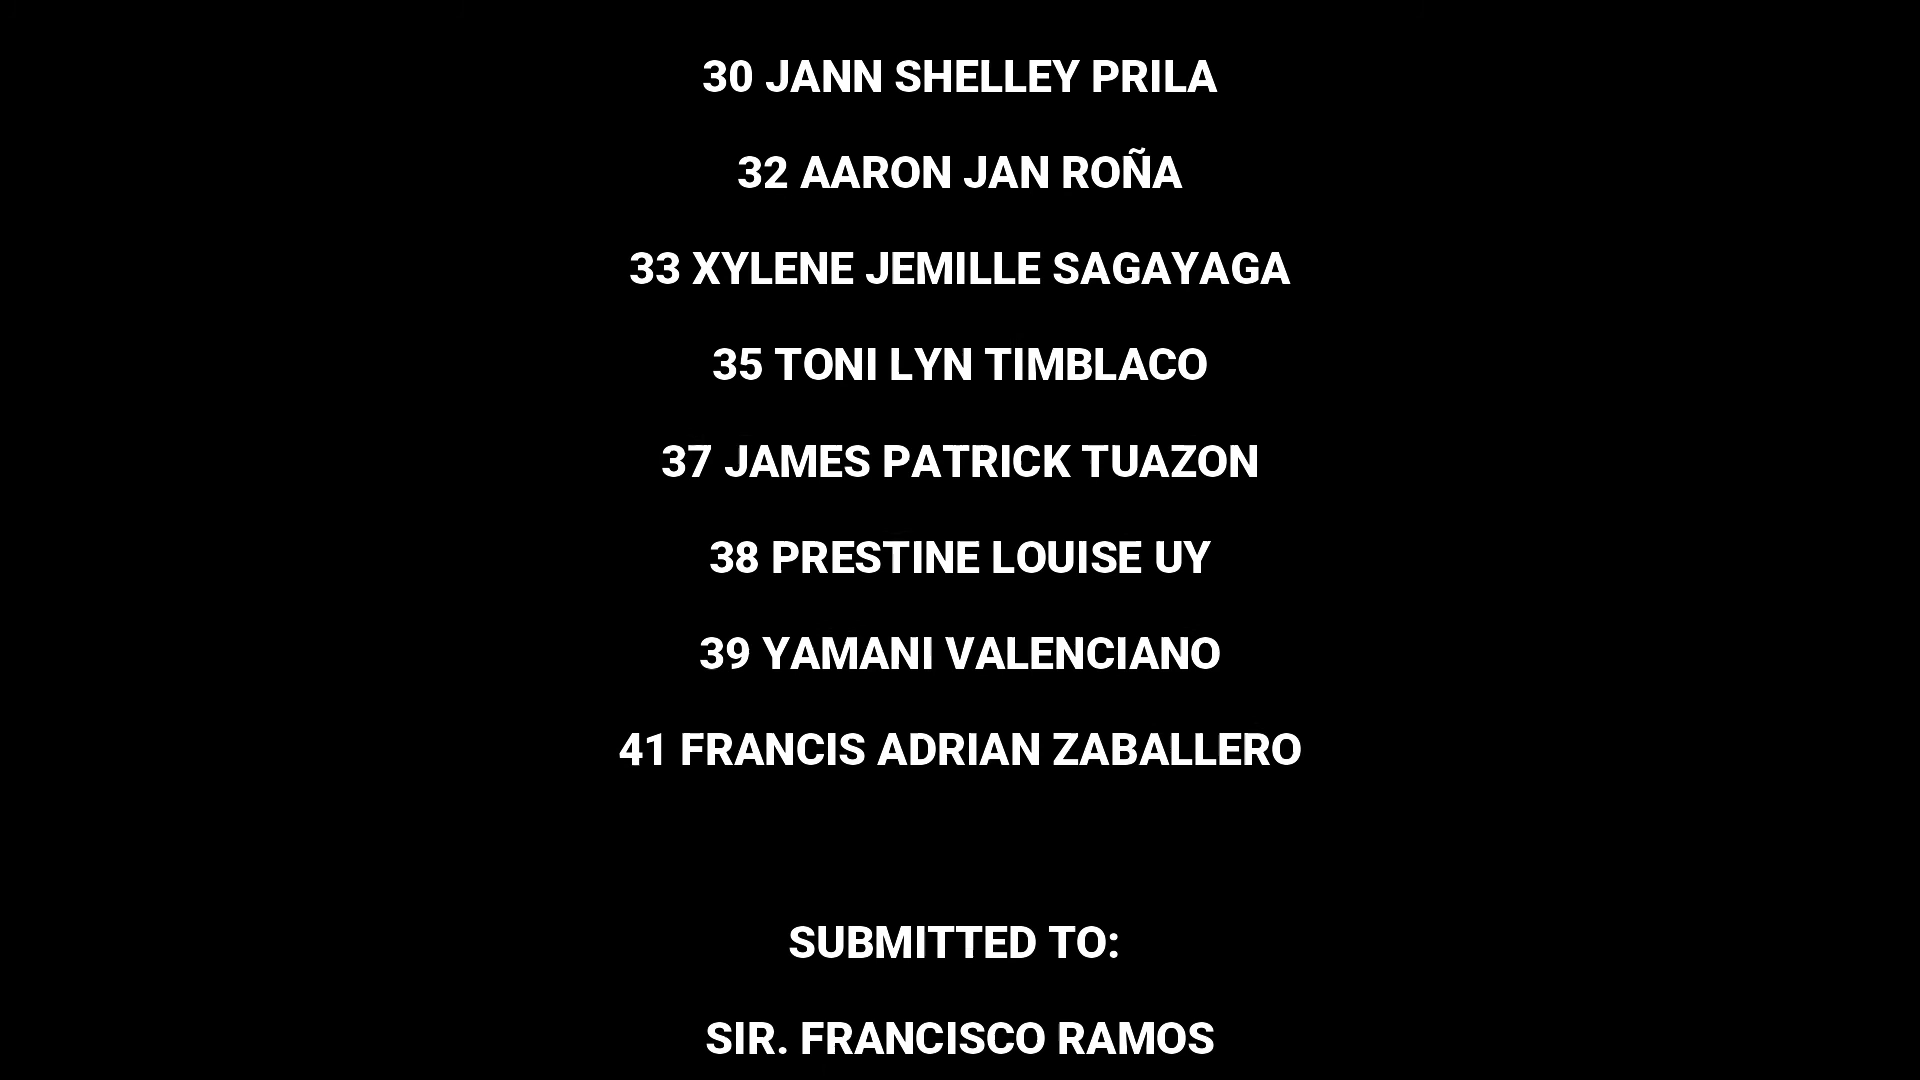 30 JANN SHELLEY PRILA
32 AARON JAN ROÑA
33 XYLENE JEMILLE SAGAYAGA
35 TONI LYN TIMBLACO
37 JAMES PATRICK TUAZON
38 PRESTINE LOUISE UY
39 YAMANI VALENCIANO
41 FRANCIS ADRIAN ZABALLERO
SUBMITTED TO:
SIR. FRANCISCO RAMOS